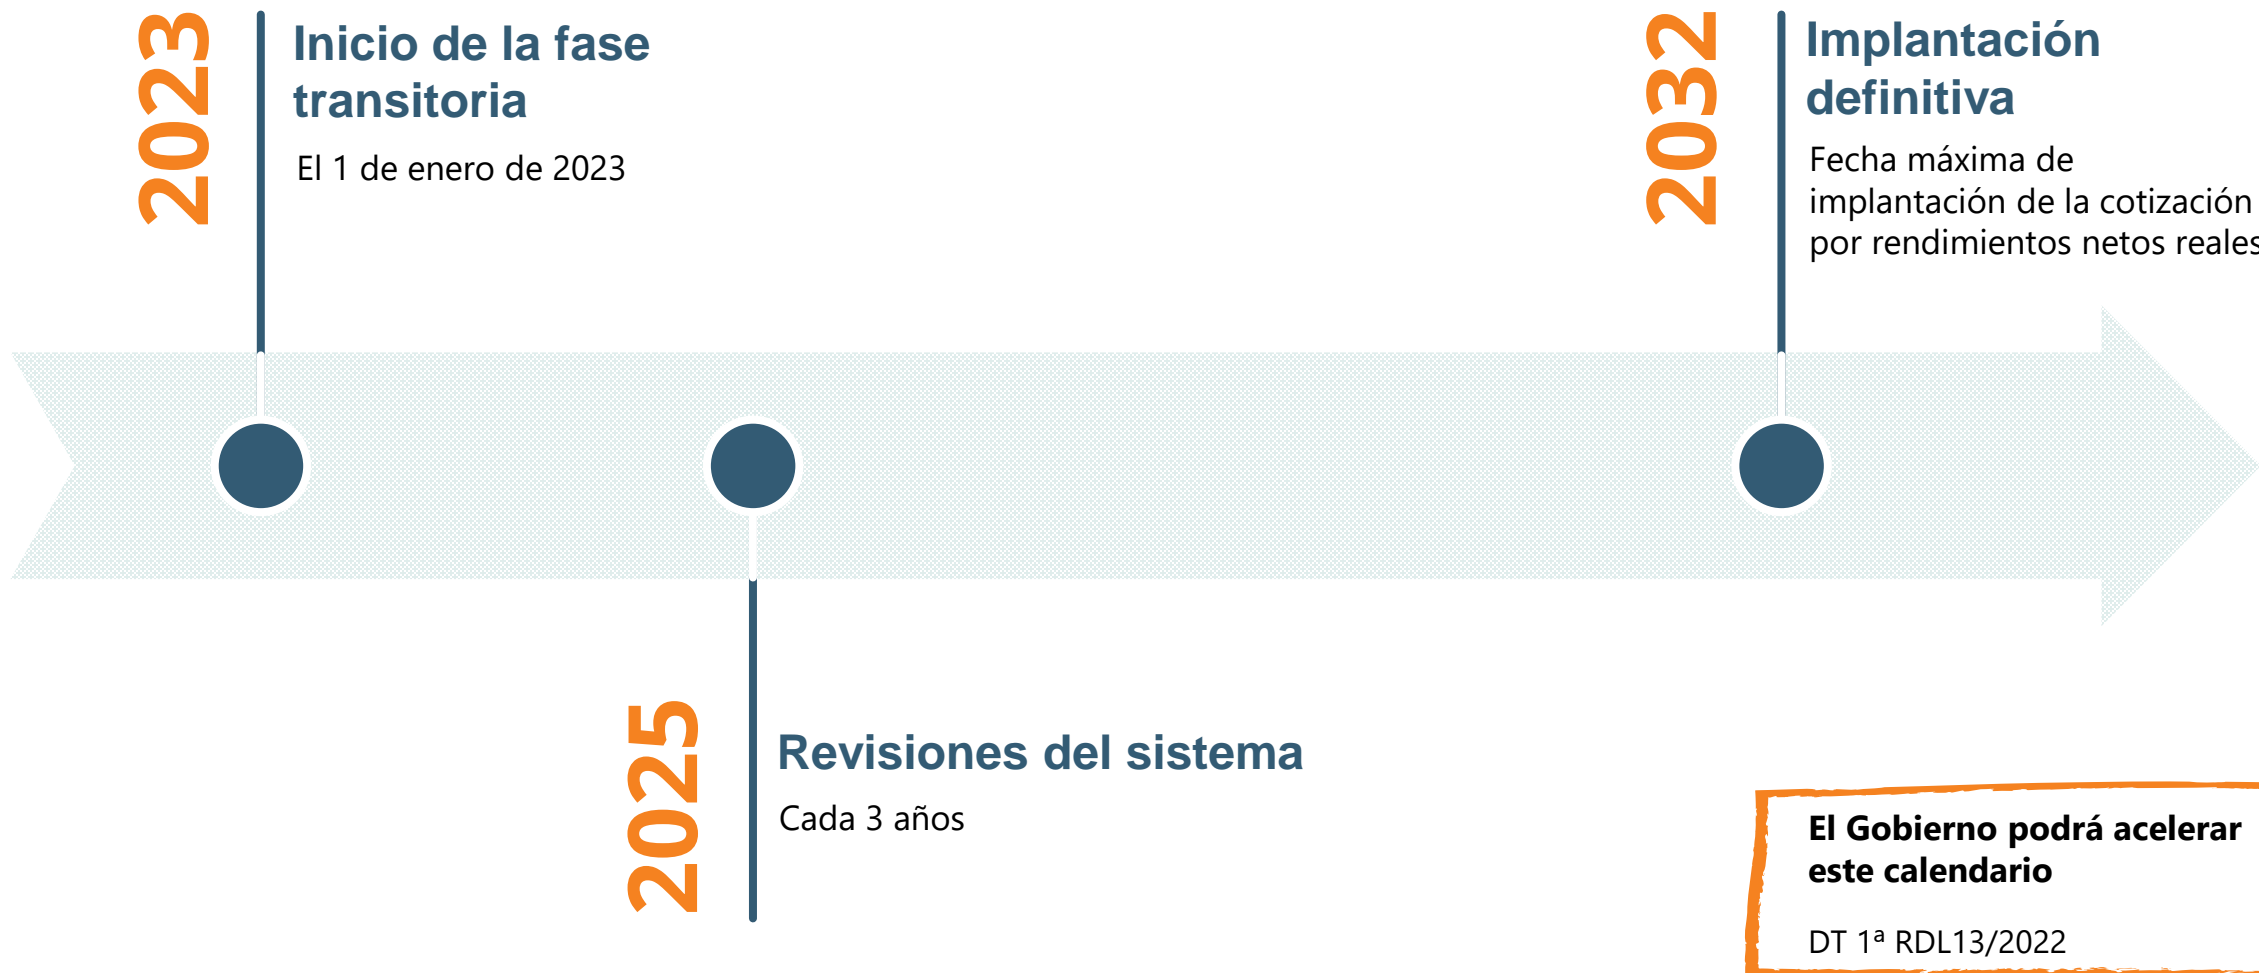 2023
Inicio de la fase
transitoria
El 1 de enero de 2023
2032
Implantación
definitiva
Fecha máxima de
implantación de la cotización
por rendimientos netos reales
2025
Revisiones del sistema
Cada 3 años
El Gobierno podrá acelerar
este calendario
DT 1ª RDL13/2022